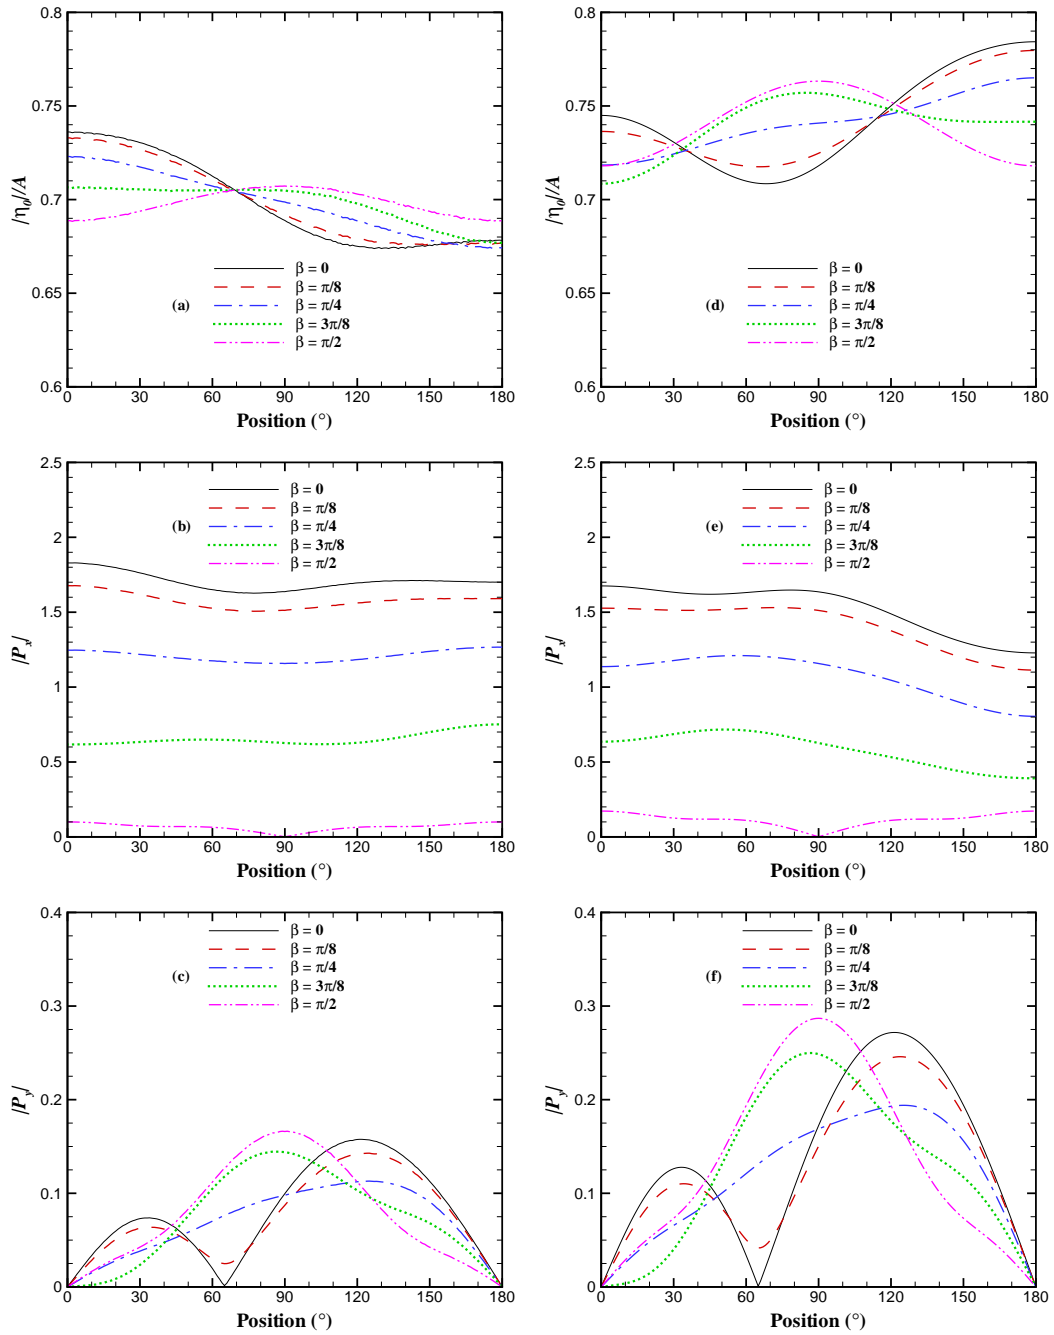 0.8
0.75
0.7
0.65
0.6
|η₀|/A
β = 0
β = π/8
(a)
β = π/4
β = 3π/8
β = π/2
0 30 60 90 120 150 180
Position (°)
0.8
0.75
0.7
0.65
0.6
|η₀|/A
β = 0
β = π/8
(d)
β = π/4
β = 3π/8
β = π/2
0 30 60 90 120 150 180
Position (°)
2.5
2
1.5
1
0.5
0
|Pₓ|
β = 0
β = π/8
(b)
β = π/4
β = 3π/8
β = π/2
0 30 60 90 120 150 180
Position (°)
2.5
2
1.5
1
0.5
0
|Pₓ|
β = 0
β = π/8
(e)
β = π/4
β = 3π/8
β = π/2
0 30 60 90 120 150 180
Position (°)
0.4
0.3
0.2
0.1
0
|P_y|
β = 0
β = π/8
(c)
β = π/4
β = 3π/8
β = π/2
0 30 60 90 120 150 180
Position (°)
0.4
0.3
0.2
0.1
0
|P_y|
β = 0
β = π/8
(f)
β = π/4
β = 3π/8
β = π/2
0 30 60 90 120 150 180
Position (°)